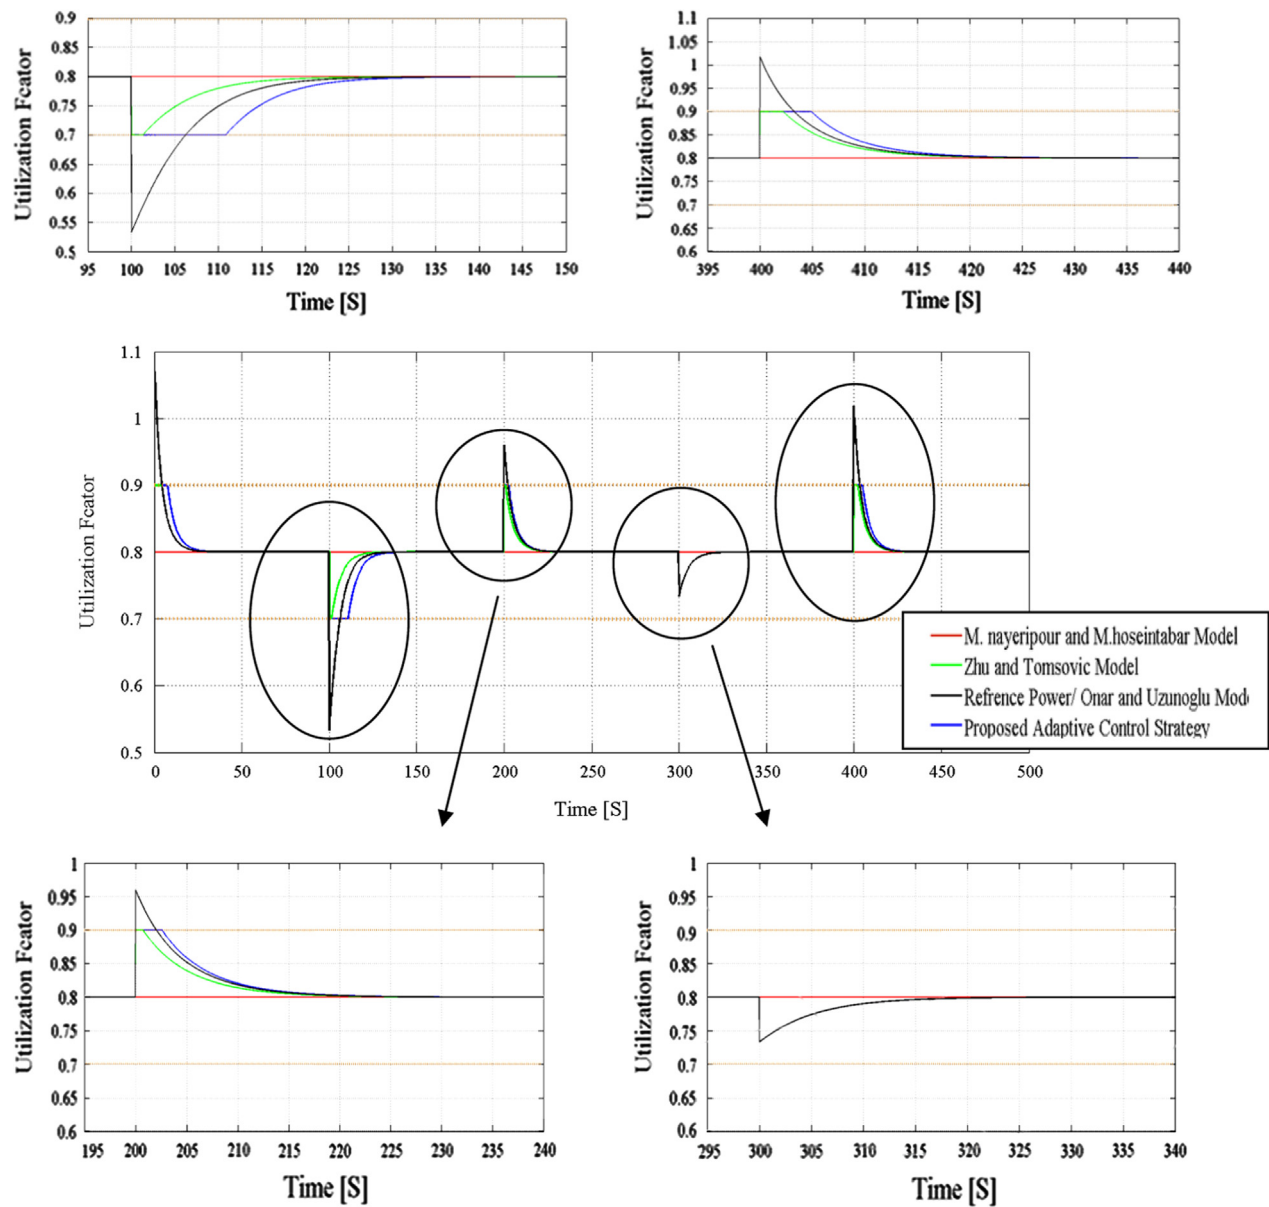 0.9
0.85
0.8
0.75
0.7
0.65
0.6
0.55
0.5
Utilization Fcator
95 100 105 110 115 120 125 130 135 140 145 150
Time [S]
1.1
1.05
1
0.95
0.9
0.85
0.8
0.75
0.7
0.65
0.6
Utilization Fcator
395 400 405 410 415 420 425 430 435 440
Time [S]
1.1
1
0.9
0.8
0.7
0.6
0.5
Utilization Fcator
0 50 100 150 200 250 300 350 400 450 500
Time [S]
M. nayeripour and M.hoseintabar Model
Zhu and Tomsovic Model
Refrence Power/ Onar and Uzunoglu Mode
Proposed Adaptive Control Strategy
1
0.95
0.9
0.85
0.8
0.75
0.7
0.65
0.6
Utilization Fcator
195 200 205 210 215 220 225 230 235 240
Time [S]
1
0.95
0.9
0.85
0.8
0.75
0.7
0.65
0.6
Utilization Fcator
295 300 305 310 315 320 325 330 335 340
Time [S]